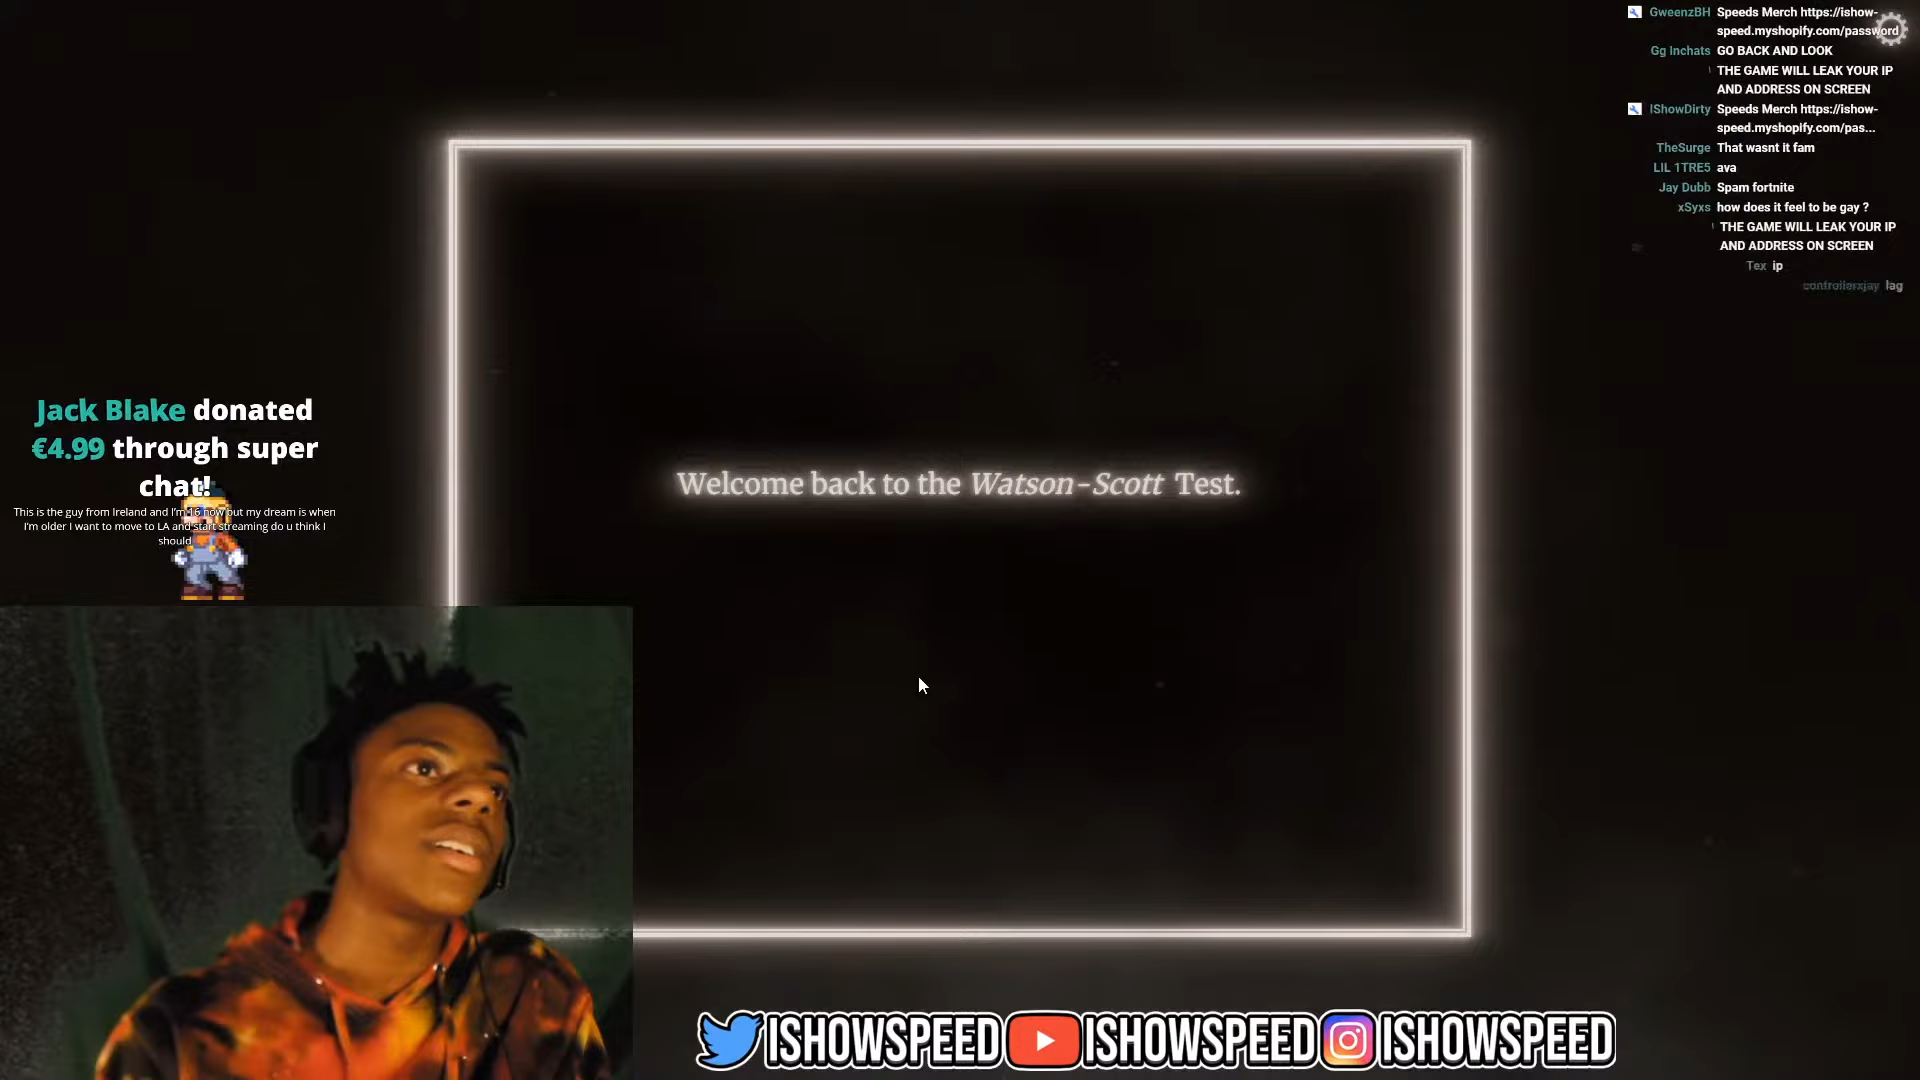 GweenzBH Speeds Merch https://ishow-
speed.myshopify.com/password
Gg Inchats GO BACK AND LOOK
THE GAME WILL LEAK YOUR IP
AND ADDRESS ON SCREEN
IShowDirty Speeds Merch https://ishow-
speed.myshopify.com/pas...
TheSurge That wasnt it fam
LIL 1TRE5 ava
Jay Dubb Spam fortnite
xSyxs how does it feel to be gay ?
THE GAME WILL LEAK YOUR IP
AND ADDRESS ON SCREEN
Tex ip
controllerxjay lag
Jack Blake donated
€4.99 through super
chat!
This is the guy from Ireland and I'm 16 now but my dream is when
I'm older I want to move to LA and start streaming do u think I
should
Welcome back to the Watson-Scott Test.
ISHOWSPEED ISHOWSPEED ISHOWSPEED